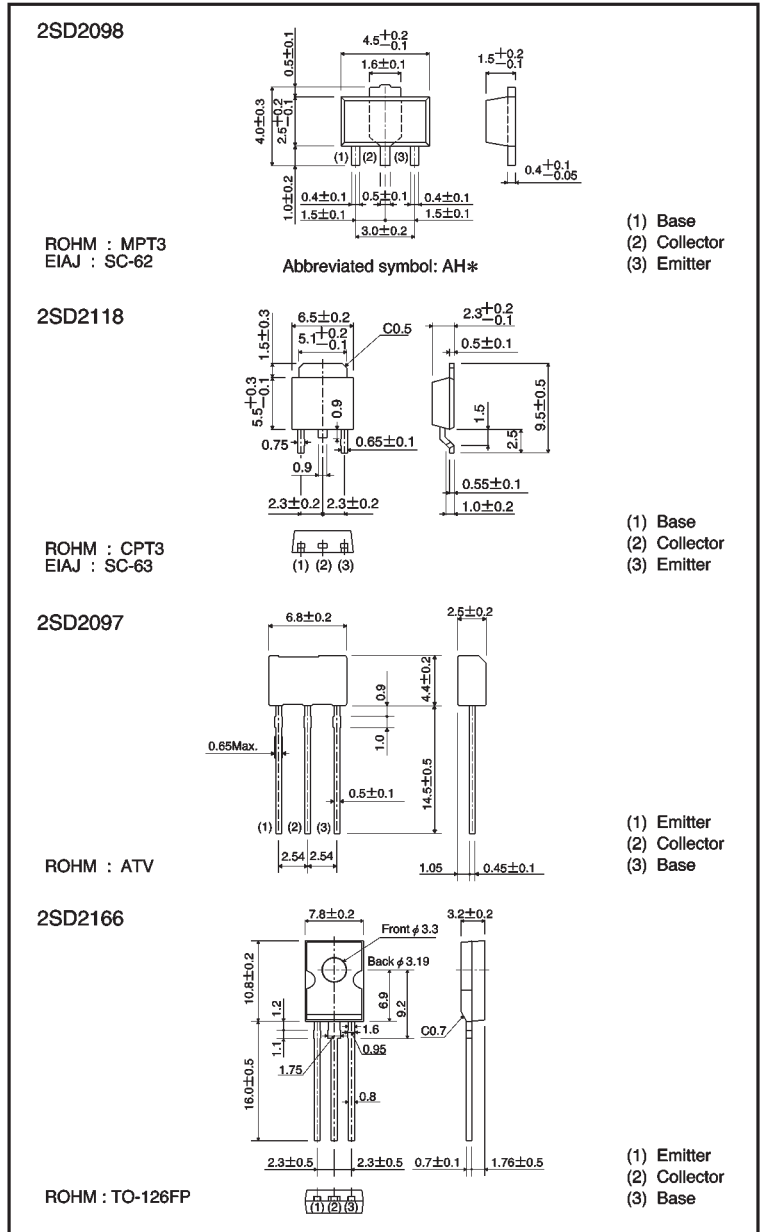 2SD2098
4.5+0.2−0.1
1.6±0.1
1.5+0.2−0.1
0.5±0.1
4.0±0.3
2.5+0.2−0.1
1.0±0.2
(1) (2) (3)
0.4+0.1−0.05
0.4±0.1 0.5±0.1 0.4±0.1
1.5±0.1 1.5±0.1
3.0±0.2
(1) Base
(2) Collector
(3) Emitter
ROHM : MPT3
EIAJ : SC-62
Abbreviated symbol: AH*
2SD2118
6.5±0.2
5.1+0.2−0.1
C0.5
2.3+0.2−0.1
0.5±0.1
1.5±0.3
5.5+0.3−0.1
0.9
0.75
0.65±0.1
0.9
2.3±0.2 2.3±0.2
1.5
2.5
9.5±0.5
0.55±0.1
1.0±0.2
(1) (2) (3)
(1) Base
(2) Collector
(3) Emitter
ROHM : CPT3
EIAJ : SC-63
2SD2097
6.8±0.2
2.5±0.2
4.4±0.2
0.9
1.0
0.65Max.
14.5±0.5
0.5±0.1
(1) (2) (3)
2.54 2.54
1.05 0.45±0.1
(1) Emitter
(2) Collector
(3) Base
ROHM : ATV
2SD2166
7.8±0.2
3.2±0.2
Front φ 3.3
Back φ 3.19
10.8±0.2
6.9
9.2
1.2
1.1
1.6
0.95
1.75
C0.7
16.0±0.5
0.8
2.3±0.5 2.3±0.5
0.7±0.1 1.76±0.5
(1) (2) (3)
(1) Emitter
(2) Collector
(3) Base
ROHM : TO-126FP